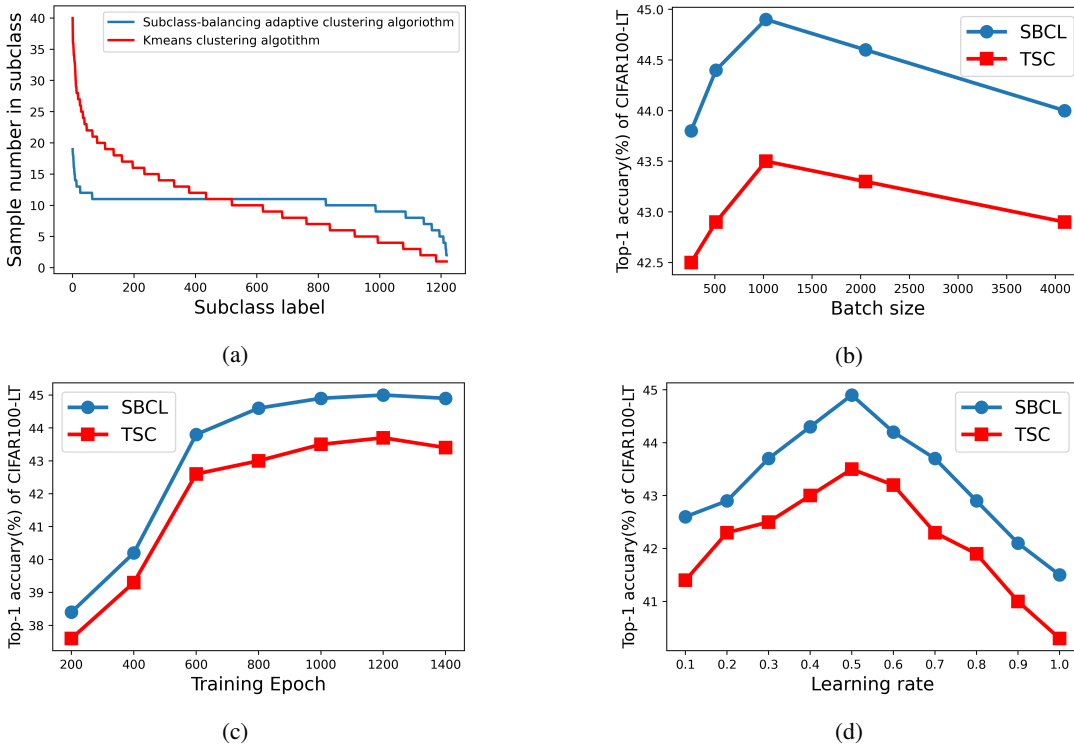 Subclass-balancing adaptive clustering algoriothm
Kmeans clustering algotithm
Sample number in subclass
40
35
30
25
20
15
10
5
0
0 200 400 600 800 1000 1200
Subclass label
(a)
SBCL
TSC
Top-1 accuary(%) of CIFAR100-LT
45.0
44.5
44.0
43.5
43.0
42.5
500 1000 1500 2000 2500 3000 3500 4000
Batch size
(b)
SBCL
TSC
Top-1 accuary(%) of CIFAR100-LT
45
44
43
42
41
40
39
38
200 400 600 800 1000 1200 1400
Training Epoch
(c)
SBCL
TSC
Top-1 accuary(%) of CIFAR100-LT
45
44
43
42
41
0.1 0.2 0.3 0.4 0.5 0.6 0.7 0.8 0.9 1.0
Learning rate
(d)